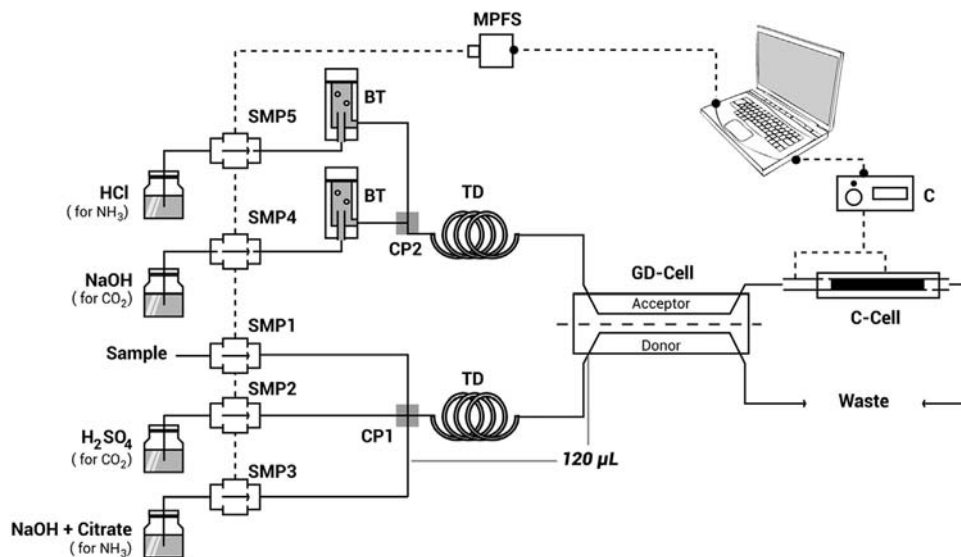 MPFS
BT
SMP5
HCl
( for NH₃)
BT
TD
C
SMP4
CP2
NaOH
( for CO₂)
GD-Cell
Acceptor
C-Cell
Donor
SMP1
Sample
TD
SMP2
Waste
H₂SO₄
( for CO₂)
CP1
120 µL
SMP3
NaOH + Citrate
( for NH₃)